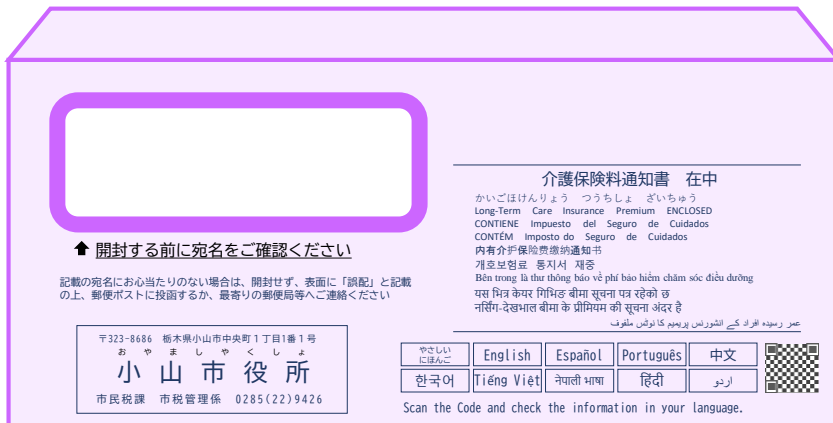 ⬆ 開封する前に宛名をご確認ください
記載の宛名にお心当たりのない場合は、開封せず、表面に「誤配」と記載
の上、郵便ポストに投函するか、最寄りの郵便局等へご連絡ください
〒323-8686 栃木県小山市中央町1丁目1番1号
おやましやくしょ
小山市役所
市民税課 市税管理係 0285(22)9426
介護保険料通知書 在中
かいごほけんりょう つうちしょ ざいちゅう
Long-Term Care Insurance Premium ENCLOSED
CONTIENE Impuesto del Seguro de Cuidados
CONTÉM Imposto do Seguro de Cuidados
内有介护保险费缴纳通知书
개호보험료 통지서 재중
Bên trong là thư thông báo về phí bảo hiểm chăm sóc điều dưỡng
यस भित्र केयर गिभिङ बीमा सूचना पत्र रहेको छ
नर्सिंग-देखभाल बीमा के प्रीमियम की सूचना अंदर है
عمر رسیدہ افراد کے انشورنس پریمیم کا نوٹس ملفوف
やさしい
にほんご
English
Español
Português
中文
한국어
Tiếng Việt
नेपाली भाषा
हिंदी
اردو
Scan the Code and check the information in your language.